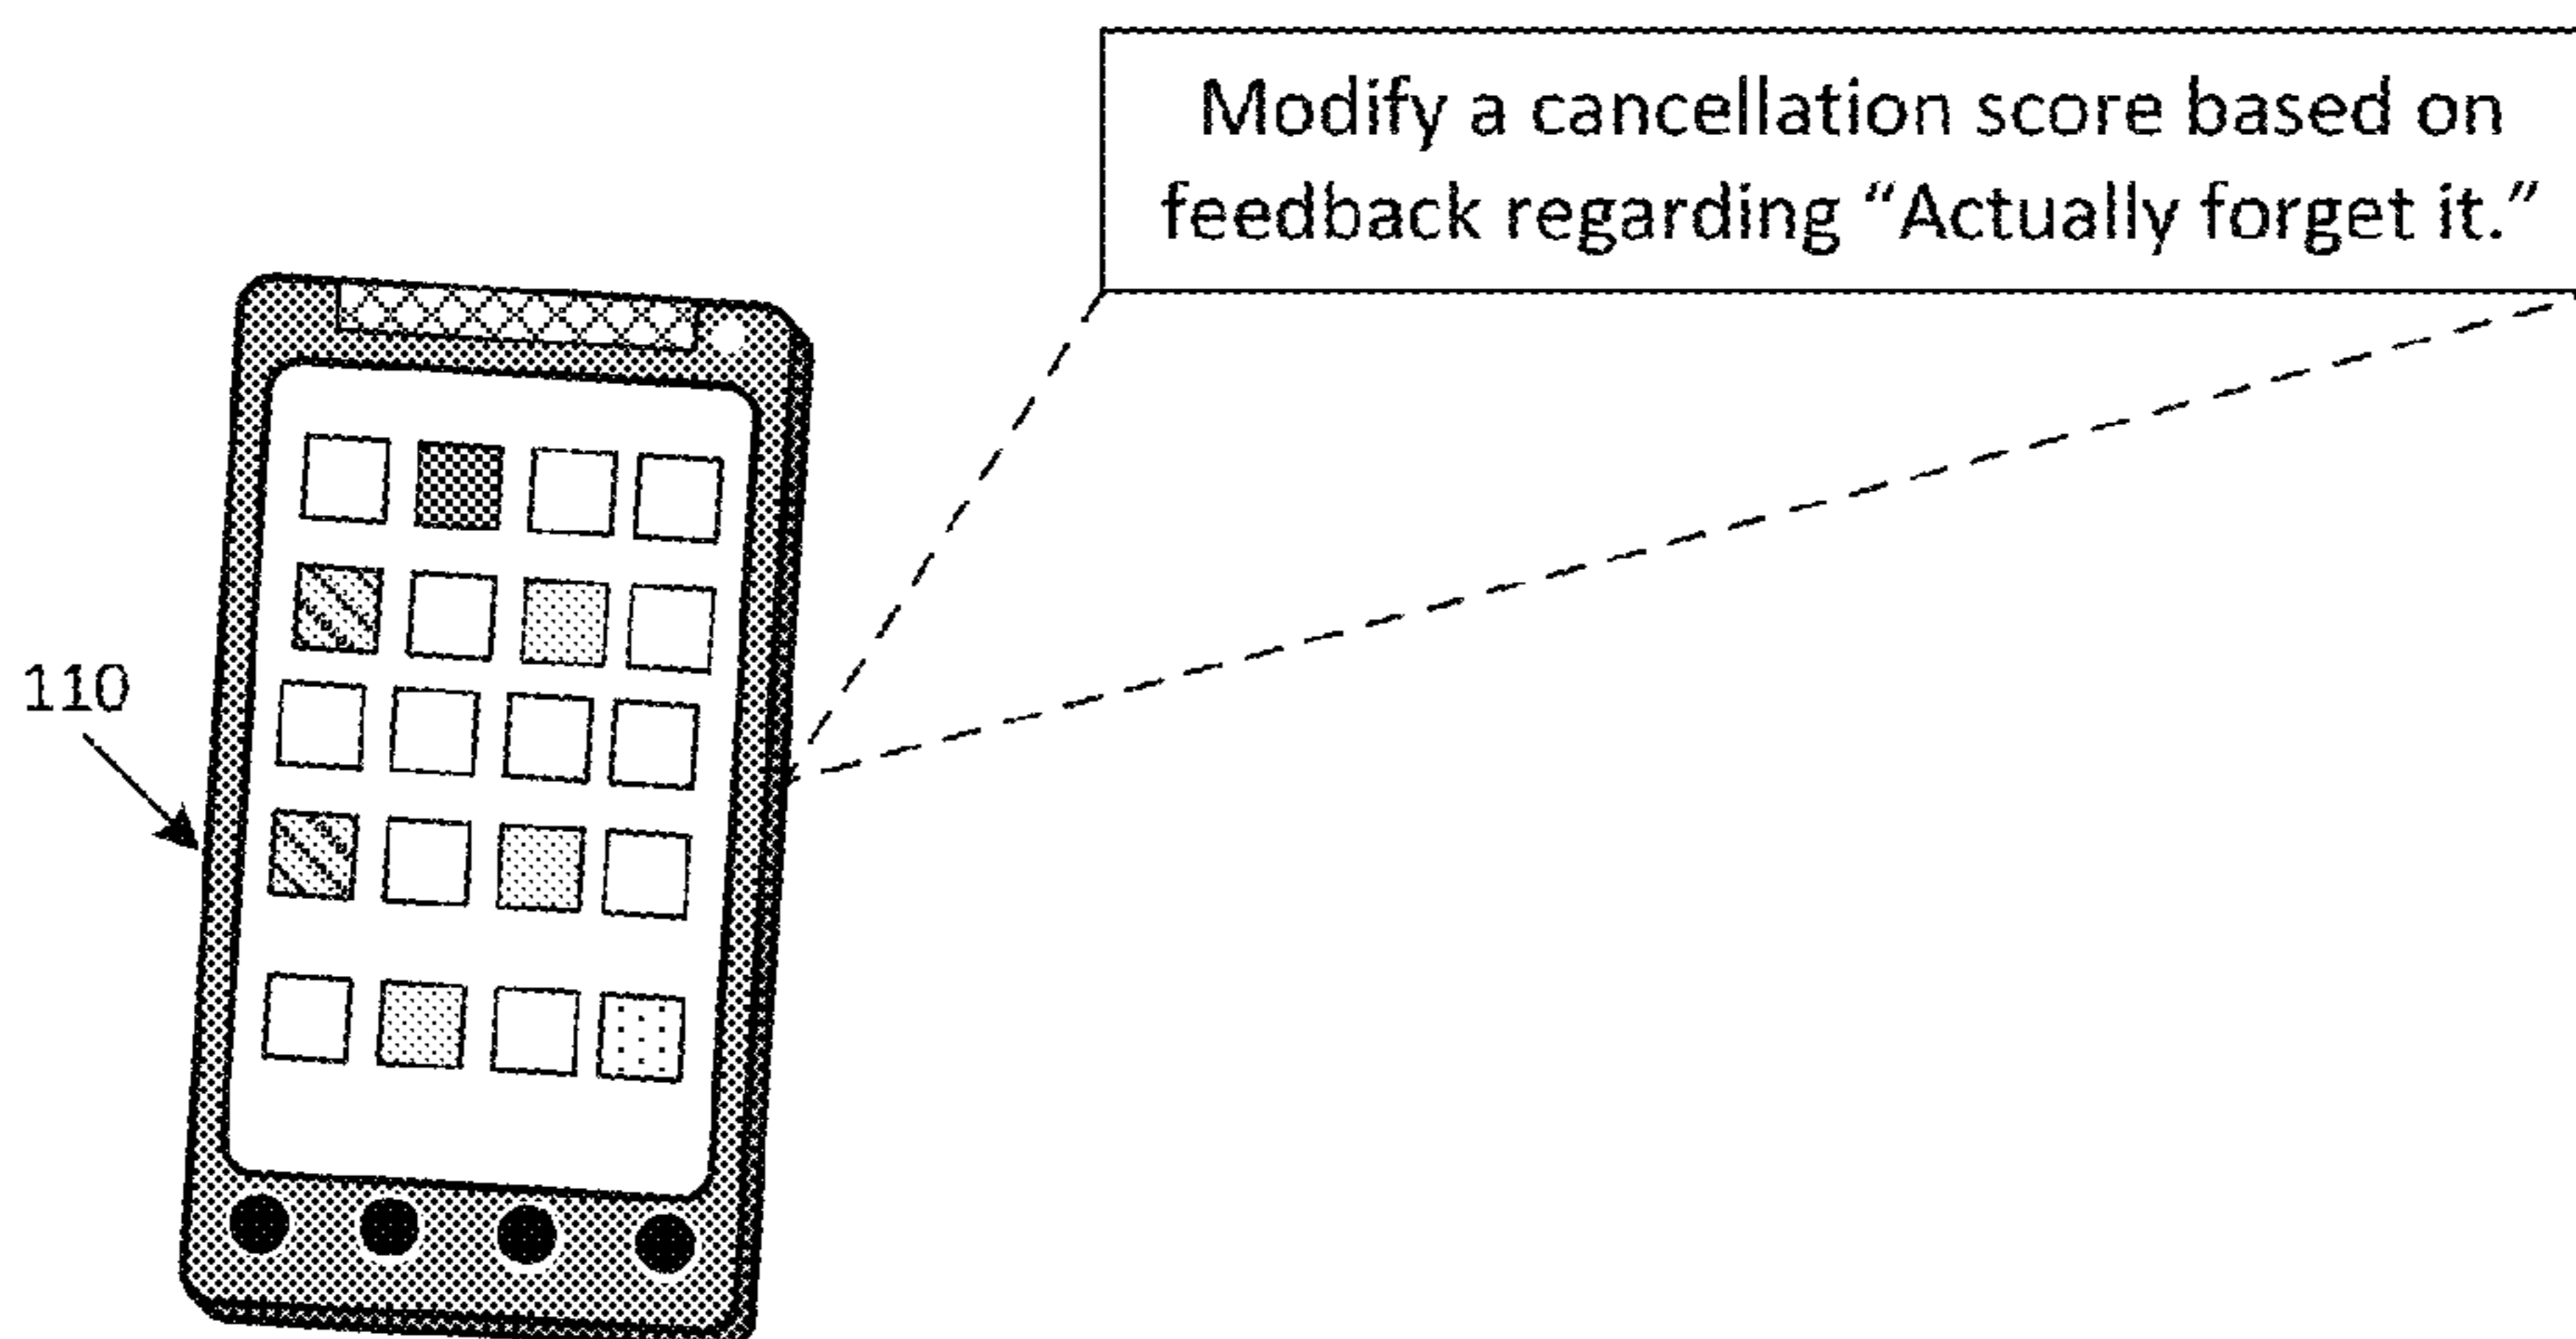 Modify a cancellation score based on
feedback regarding “Actually forget it.”
110